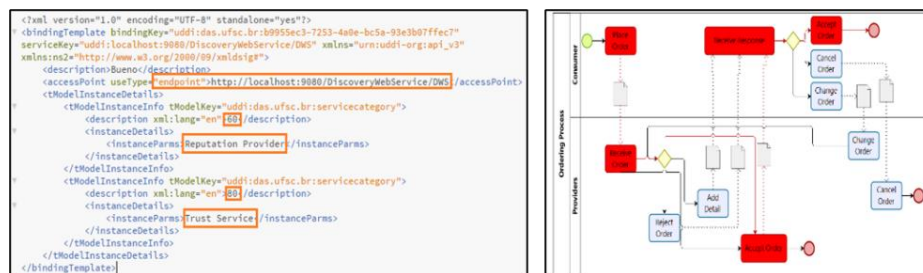 <?xml version="1.0" encoding="UTF-8" standalone="yes"?>
<bindingTemplate bindingKey="uddi:das.ufsc.br:b9955ec3-7253-4a0e-bc5a-93e3b07ffec7"
serviceKey="uddi:localhost:9080/DiscoveryWebService/DWS" xmlns="urn:uddi-org:api_v3"
xmlns:ns2="http://www.w3.org/2000/09/xmldsig#">
<description>Bueno</description>
<accessPoint useType="endpoint">http://localhost:9080/DiscoveryWebService/DWS</accessPoint>
<tModelInstanceDetails>
<tModelInstanceInfo tModelKey="uddi:das.ufsc.br:servicecategory">
<description xml:lang="en">60</description>
<instanceDetails>
<instanceParms>Reputation Provider</instanceParms>
</instanceDetails>
</tModelInstanceInfo>
<tModelInstanceInfo tModelKey="uddi:das.ufsc.br:servicecategory">
<description xml:lang="en">80</description>
<instanceDetails>
<instanceParms>Trust Service</instanceParms>
</instanceDetails>
</tModelInstanceInfo>
</tModelInstanceDetails>
</bindingTemplate>
Ordering Process
Consumer
Place
Order
Receive Response
Accept
Order
Cancel
Order
Change
Order
Providers
Receive
Order
Add
Detail
Reject
Order
Accept Order
Change
Order
Cancel
Order